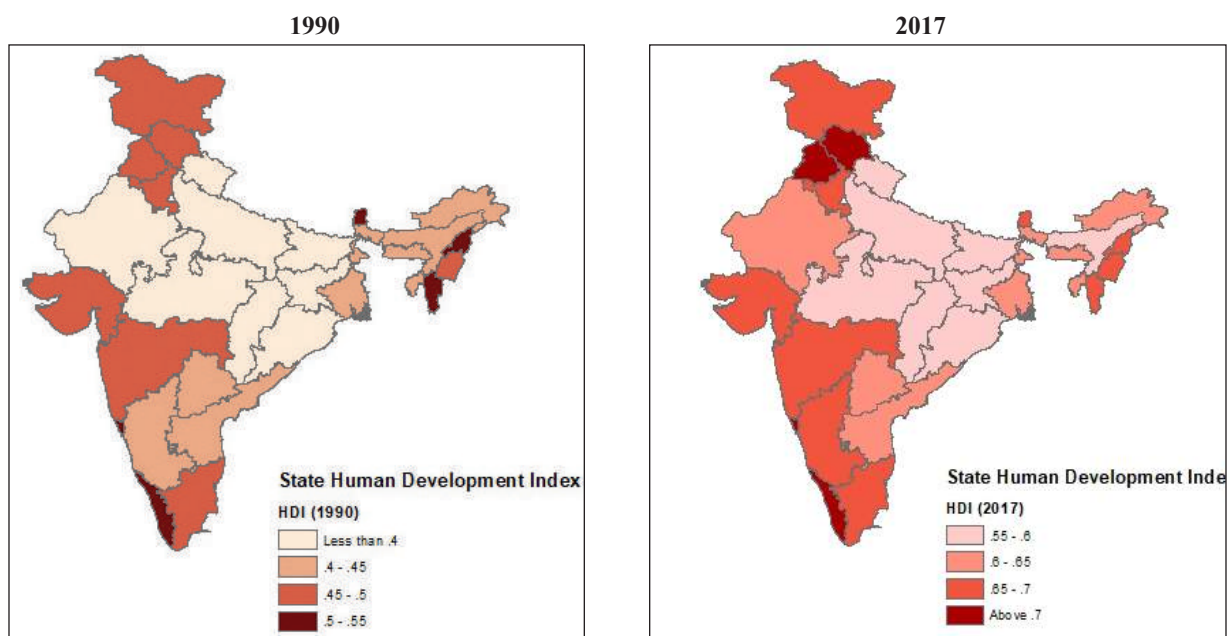 1990
2017
State Human Development Index
HDI (1990)
Less than .4
.4 - .45
.45 - .5
.5 - .55
State Human Development Inde
HDI (2017)
.55 - .6
.6 - .65
.65 - .7
Above .7